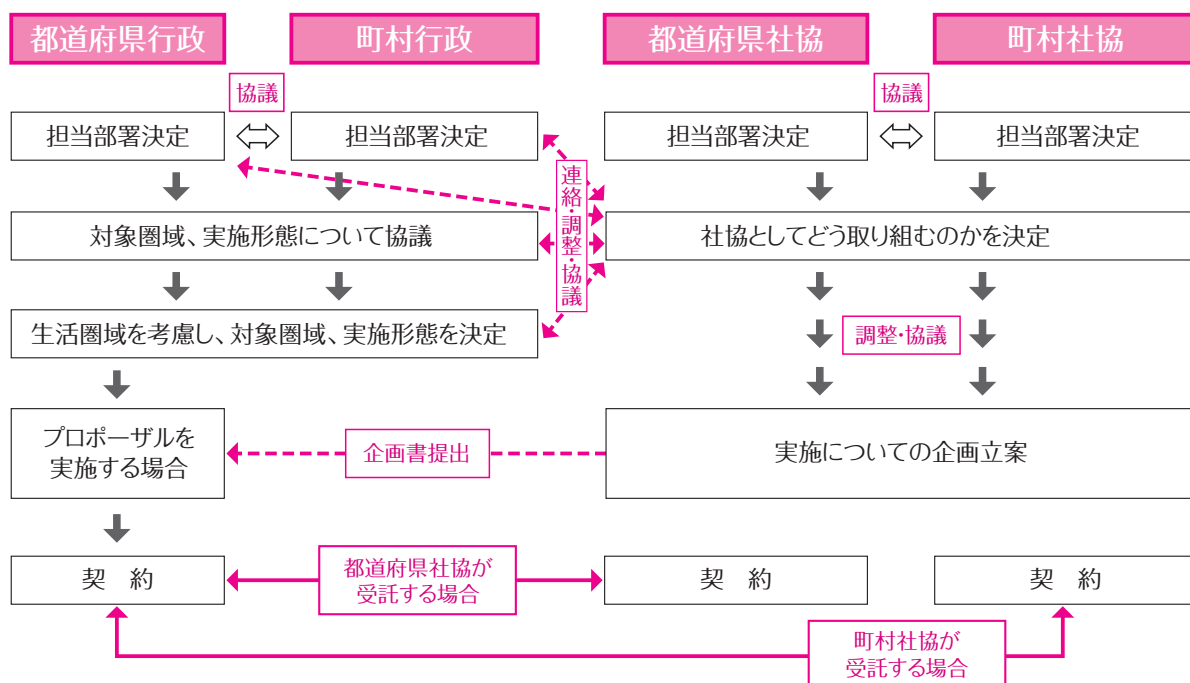 都道府県行政
町村行政
都道府県社協
町村社協
協議
協議
担当部署決定
担当部署決定
担当部署決定
担当部署決定
連絡・調整・協議
対象圏域、実施形態について協議
社協としてどう取り組むのかを決定
生活圏域を考慮し、対象圏域、実施形態を決定
調整・協議
プロポーザルを
実施する場合
企画書提出
実施についての企画立案
契　約
都道府県社協が
受託する場合
契　約
契　約
町村社協が
受託する場合